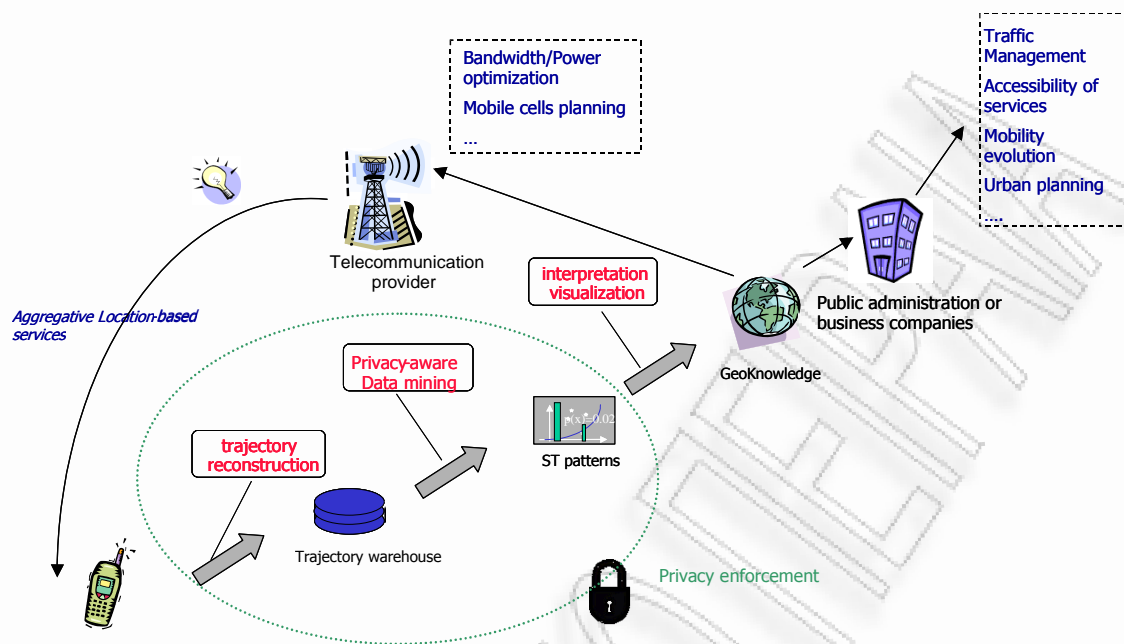 Bandwidth/Power
optimization
Mobile cells planning
...
Traffic
Management
Accessibility of
services
Mobility
evolution
Urban planning
....
Telecommunication
provider
interpretation
visualization
Public administration or
business companies
GeoKnowledge
Aggregative Location-based
services
Privacy-aware
Data mining
p(x)=0.02
ST patterns
trajectory
reconstruction
Trajectory warehouse
Privacy enforcement